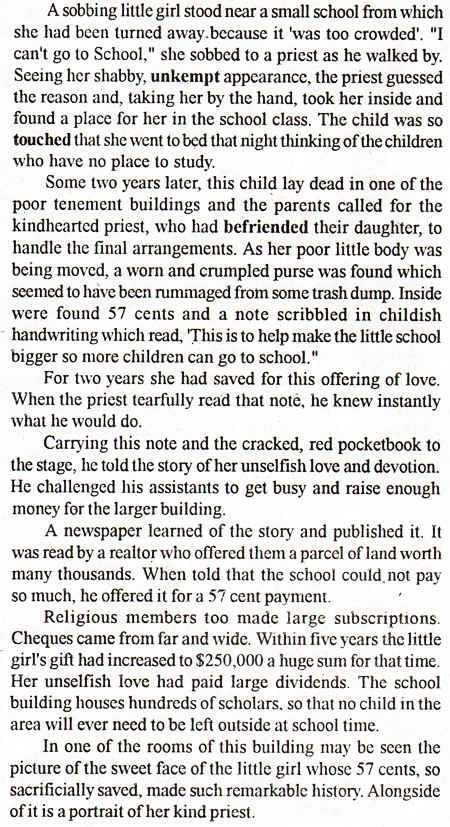 A sobbing little girl stood near a small school from which
she had been turned away because it 'was too crowded'. "I
can't go to School," she sobbed to a priest as he walked by.
Seeing her shabby, unkempt appearance, the priest guessed
the reason and, taking her by the hand, took her inside and
found a place for her in the school class. The child was so
touched that she went to bed that night thinking of the children
who have no place to study.
Some two years later, this child lay dead in one of the
poor tenement buildings and the parents called for the
kindhearted priest, who had befriended their daughter, to
handle the final arrangements. As her poor little body was
being moved, a worn and crumpled purse was found which
seemed to have been rummaged from some trash dump. Inside
were found 57 cents and a note scribbled in childish
handwriting which read, 'This is to help make the little school
bigger so more children can go to school."
For two years she had saved for this offering of love.
When the priest tearfully read that note, he knew instantly
what he would do.
Carrying this note and the cracked, red pocketbook to
the stage, he told the story of her unselfish love and devotion.
He challenged his assistants to get busy and raise enough
money for the larger building.
A newspaper learned of the story and published it. It
was read by a realtor who offered them a parcel of land worth
many thousands. When told that the school could not pay
so much, he offered it for a 57 cent payment.
Religious members too made large subscriptions.
Cheques came from far and wide. Within five years the little
girl's gift had increased to $250,000 a huge sum for that time.
Her unselfish love had paid large dividends. The school
building houses hundreds of scholars, so that no child in the
area will ever need to be left outside at school time.
In one of the rooms of this building may be seen the
picture of the sweet face of the little girl whose 57 cents, so
sacrificially saved, made such remarkable history. Alongside
of it is a portrait of her kind priest.